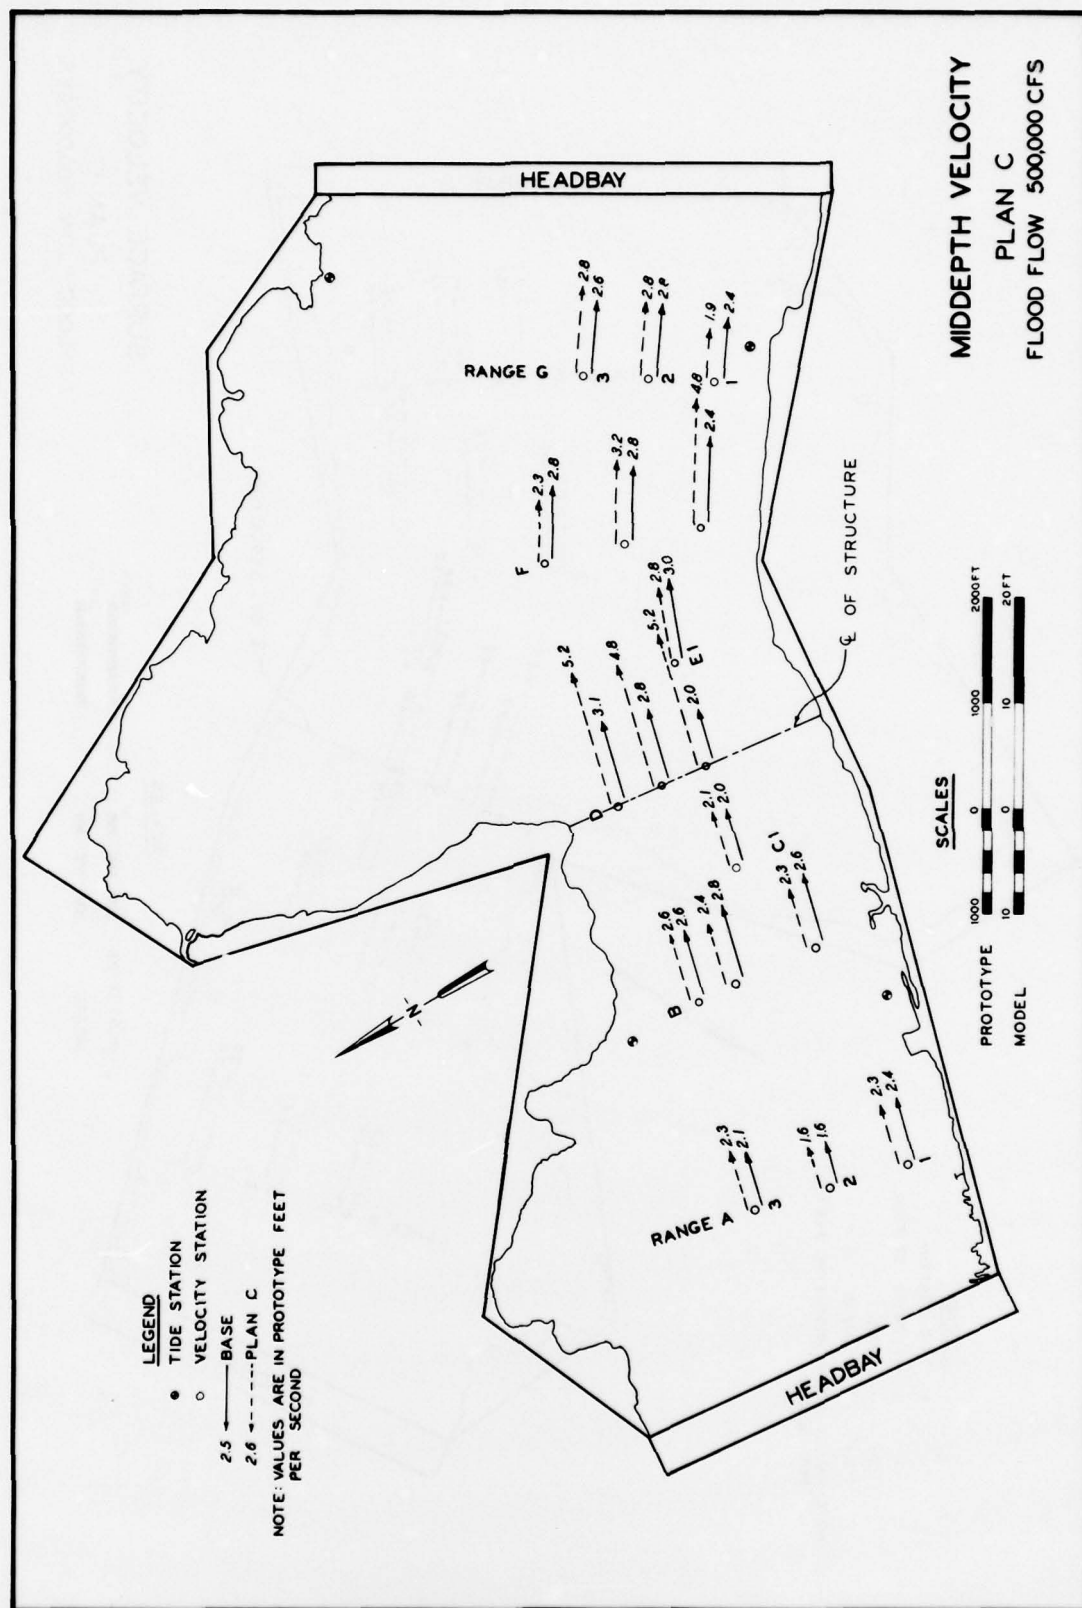 MIDDEPTH VELOCITY
PLAN C
FLOOD FLOW 500,000 CFS
LEGEND
TIDE STATION
VELOCITY STATION
2.5 BASE
2.6 PLAN C
NOTE: VALUES ARE IN PROTOTYPE FEET
PER SECOND
HEADBAY
RANGE G
2.8
2.6
3
2.8
2
1.9
2.4
1
F
2.3
2.8
3.2
2.8
4.8
2.4
D
5.2
3.1
4.8
2.8
5.2
2.0
2.8
3.0
E1
℄ OF STRUCTURE
2.1
2.0
C1
2.3
2.6
B
2.6
2.6
2.4
2.8
N
RANGE A
2.3
2.1
3
1.6
1.6
2
2.3
2.4
1
HEADBAY
SCALES
PROTOTYPE 1000 0 1000 2000 FT
MODEL 10 0 10 20 FT